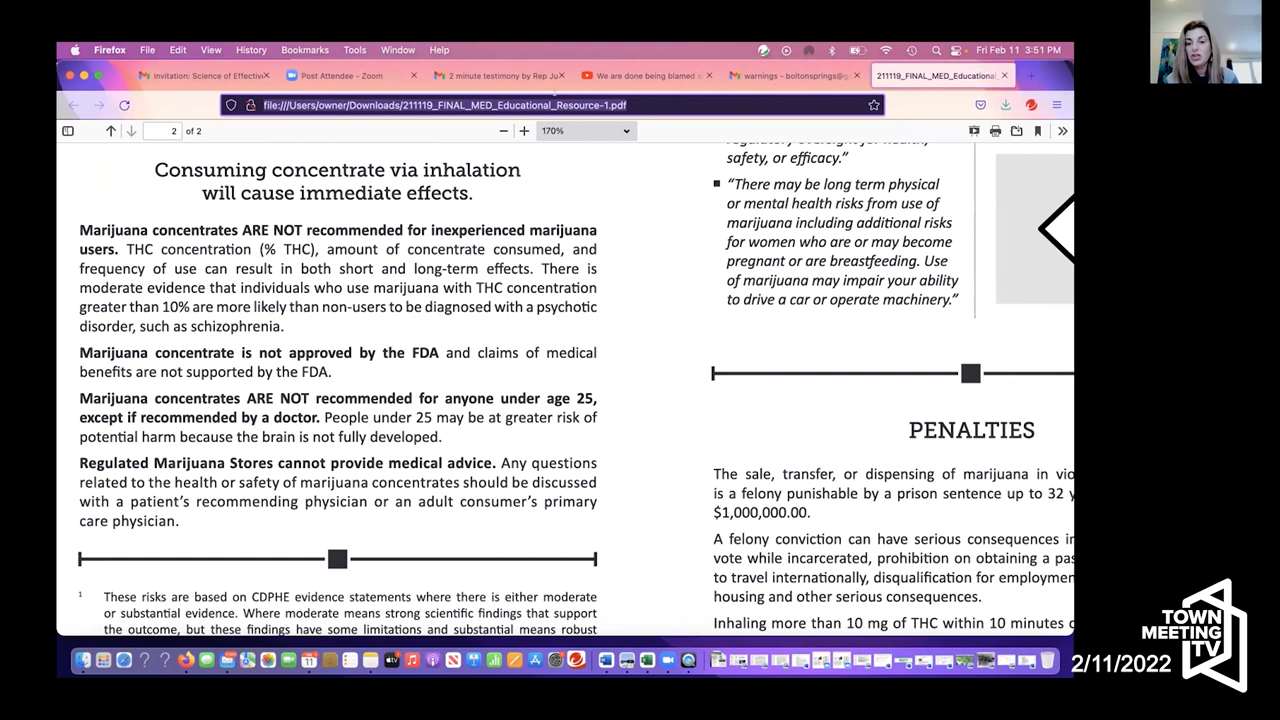 Firefox File Edit View History Bookmarks Tools Window Help
Fri Feb 11 3:51 PM
Invitation: Science of Effectiv
Post Attendee - Zoom
2 minute testimony by Rep Ju
We are done being blamed a
warnings - boltonsprings@g
211119_FINAL_MED_Educational_
file:///Users/owner/Downloads/211119_FINAL_MED_Educational_Resource-1.pdf
2 of 2
170%
Consuming concentrate via inhalation
will cause immediate effects.
Marijuana concentrates ARE NOT recommended for inexperienced marijuana
users. THC concentration (% THC), amount of concentrate consumed, and
frequency of use can result in both short and long-term effects. There is
moderate evidence that individuals who use marijuana with THC concentration
greater than 10% are more likely than non-users to be diagnosed with a psychotic
disorder, such as schizophrenia.
Marijuana concentrate is not approved by the FDA and claims of medical
benefits are not supported by the FDA.
Marijuana concentrates ARE NOT recommended for anyone under age 25,
except if recommended by a doctor. People under 25 may be at greater risk of
potential harm because the brain is not fully developed.
Regulated Marijuana Stores cannot provide medical advice. Any questions
related to the health or safety of marijuana concentrates should be discussed
with a patient's recommending physician or an adult consumer's primary
care physician.
1 These risks are based on CDPHE evidence statements where there is either moderate
or substantial evidence. Where moderate means strong scientific findings that support
the outcome, but these findings have some limitations and substantial means robust
regulatory oversight for health,
safety, or efficacy."
"There may be long term physical
or mental health risks from use of
marijuana including additional risks
for women who are or may become
pregnant or are breastfeeding. Use
of marijuana may impair your ability
to drive a car or operate machinery."
PENALTIES
The sale, transfer, or dispensing of marijuana in vio
is a felony punishable by a prison sentence up to 32 y
$1,000,000.00.
A felony conviction can have serious consequences in
vote while incarcerated, prohibition on obtaining a pas
to travel internationally, disqualification for employmen
housing and other serious consequences.
Inhaling more than 10 mg of THC within 10 minutes o
TOWN
MEETING
TV
2/11/2022